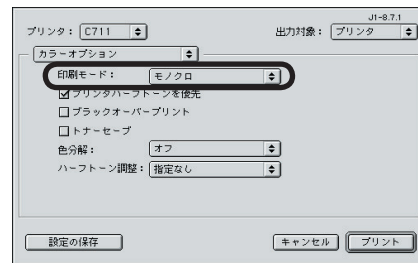 J1-8.7.1
プリンタ： C711 出力対象： プリンタ
カラーオプション
印刷モード： モノクロ
プリンタハーフトーンを優先
ブラックオーバープリント
トナーセーブ
色分解： オフ
ハーフトーン調整： 指定なし
設定の保存 キャンセル プリント